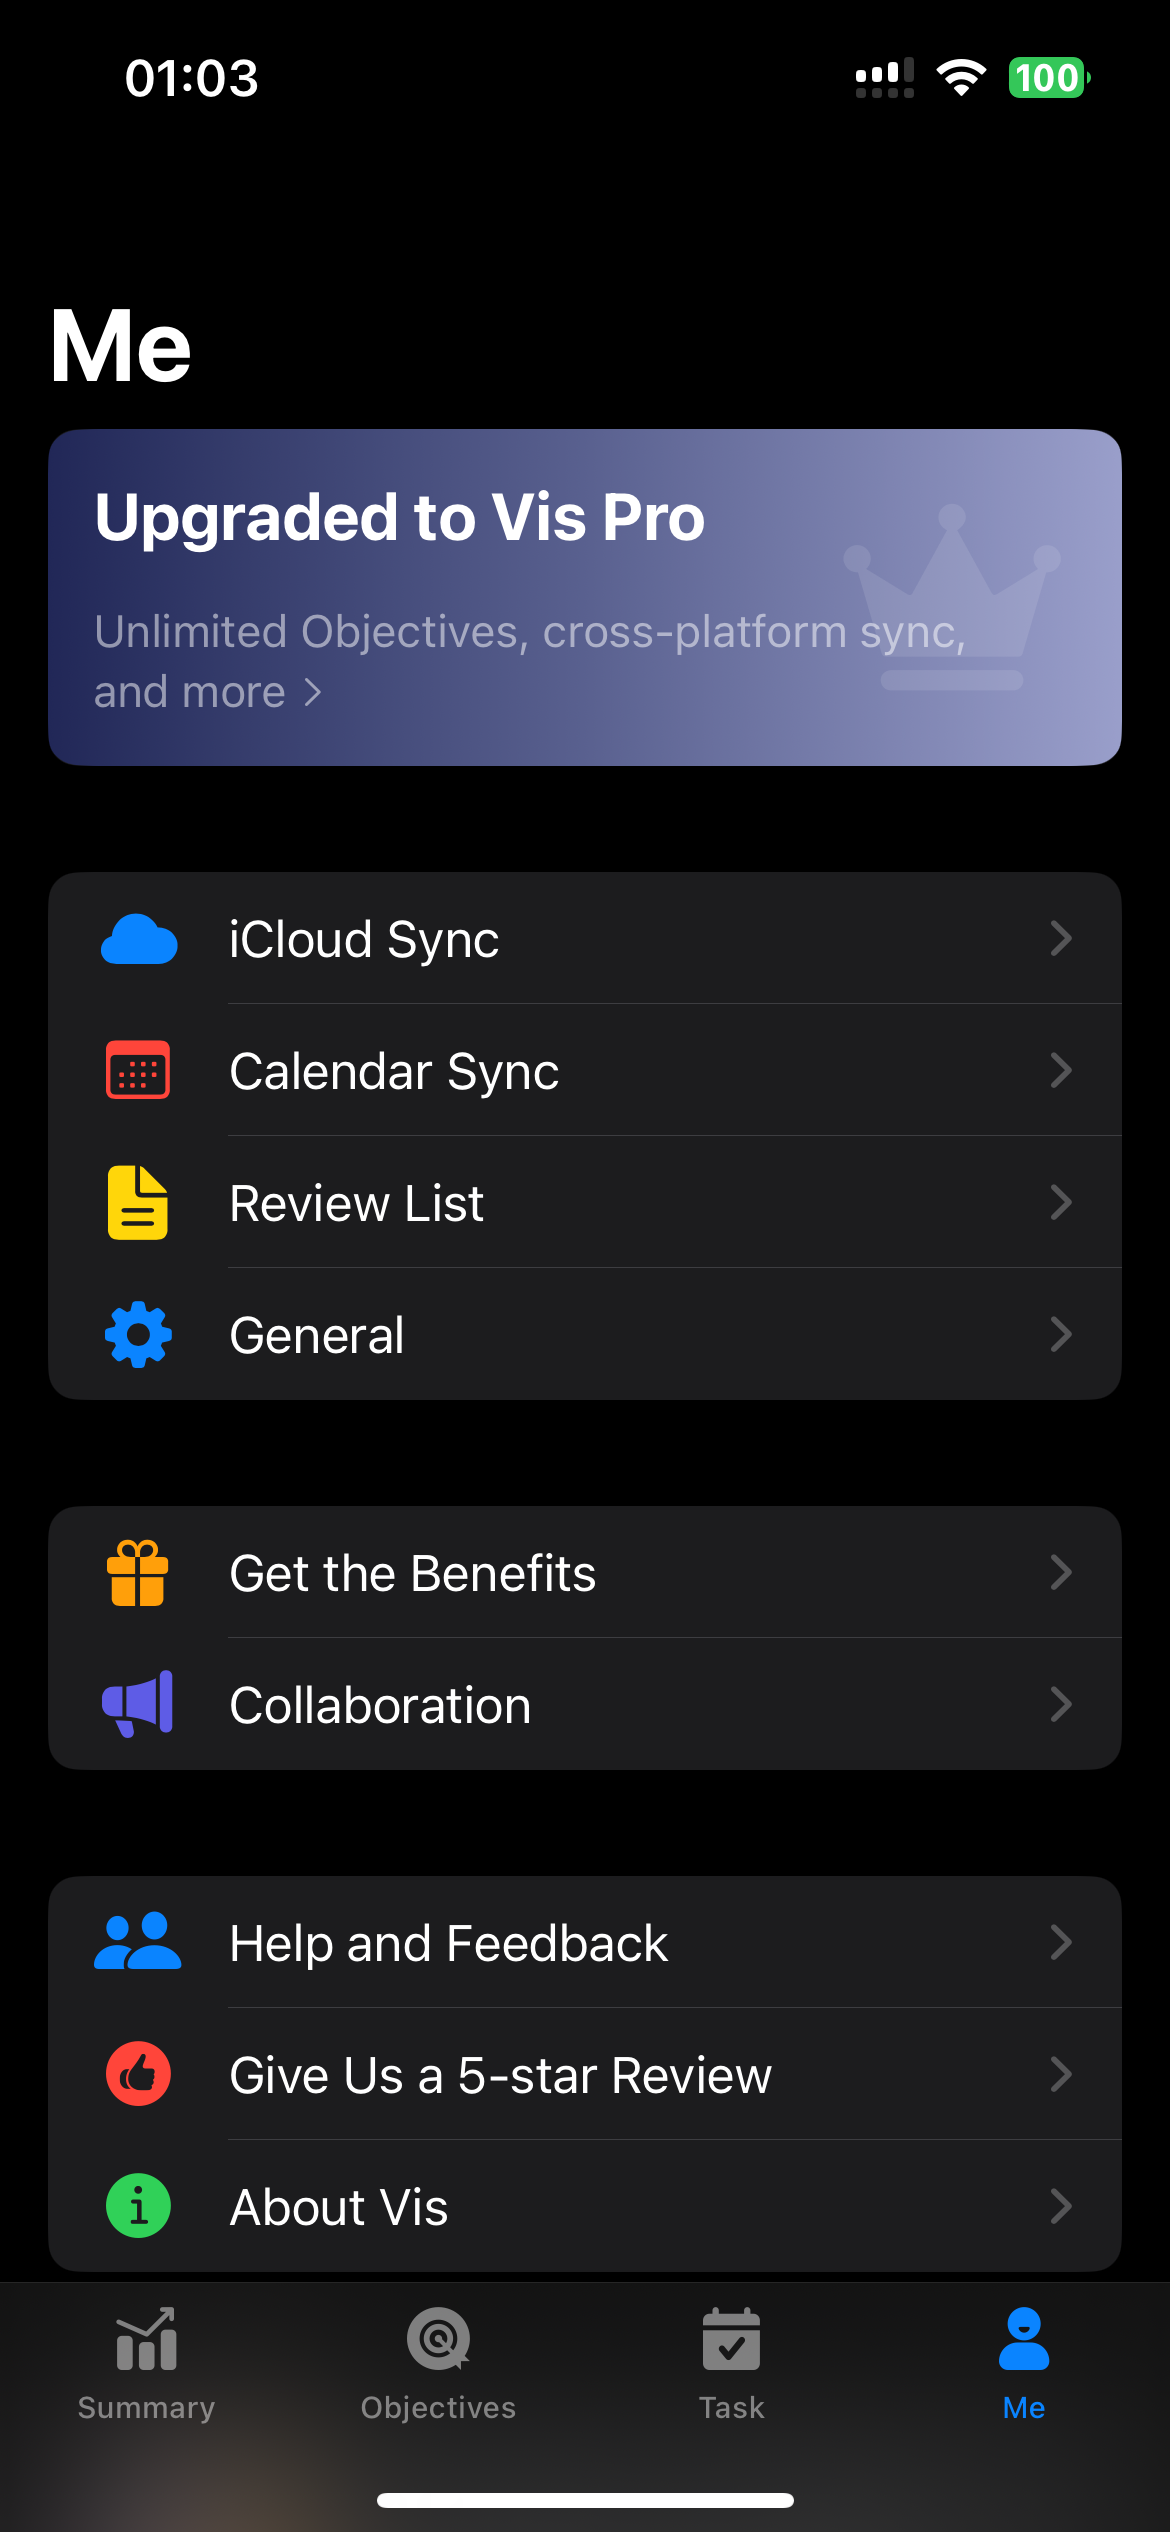 01:03
100
Me
Upgraded to Vis Pro
Unlimited Objectives, cross-platform sync,
and more >
iCloud Sync
Calendar Sync
Review List
General
Get the Benefits
Collaboration
Help and Feedback
Give Us a 5-star Review
About Vis
Summary
Objectives
Task
Me